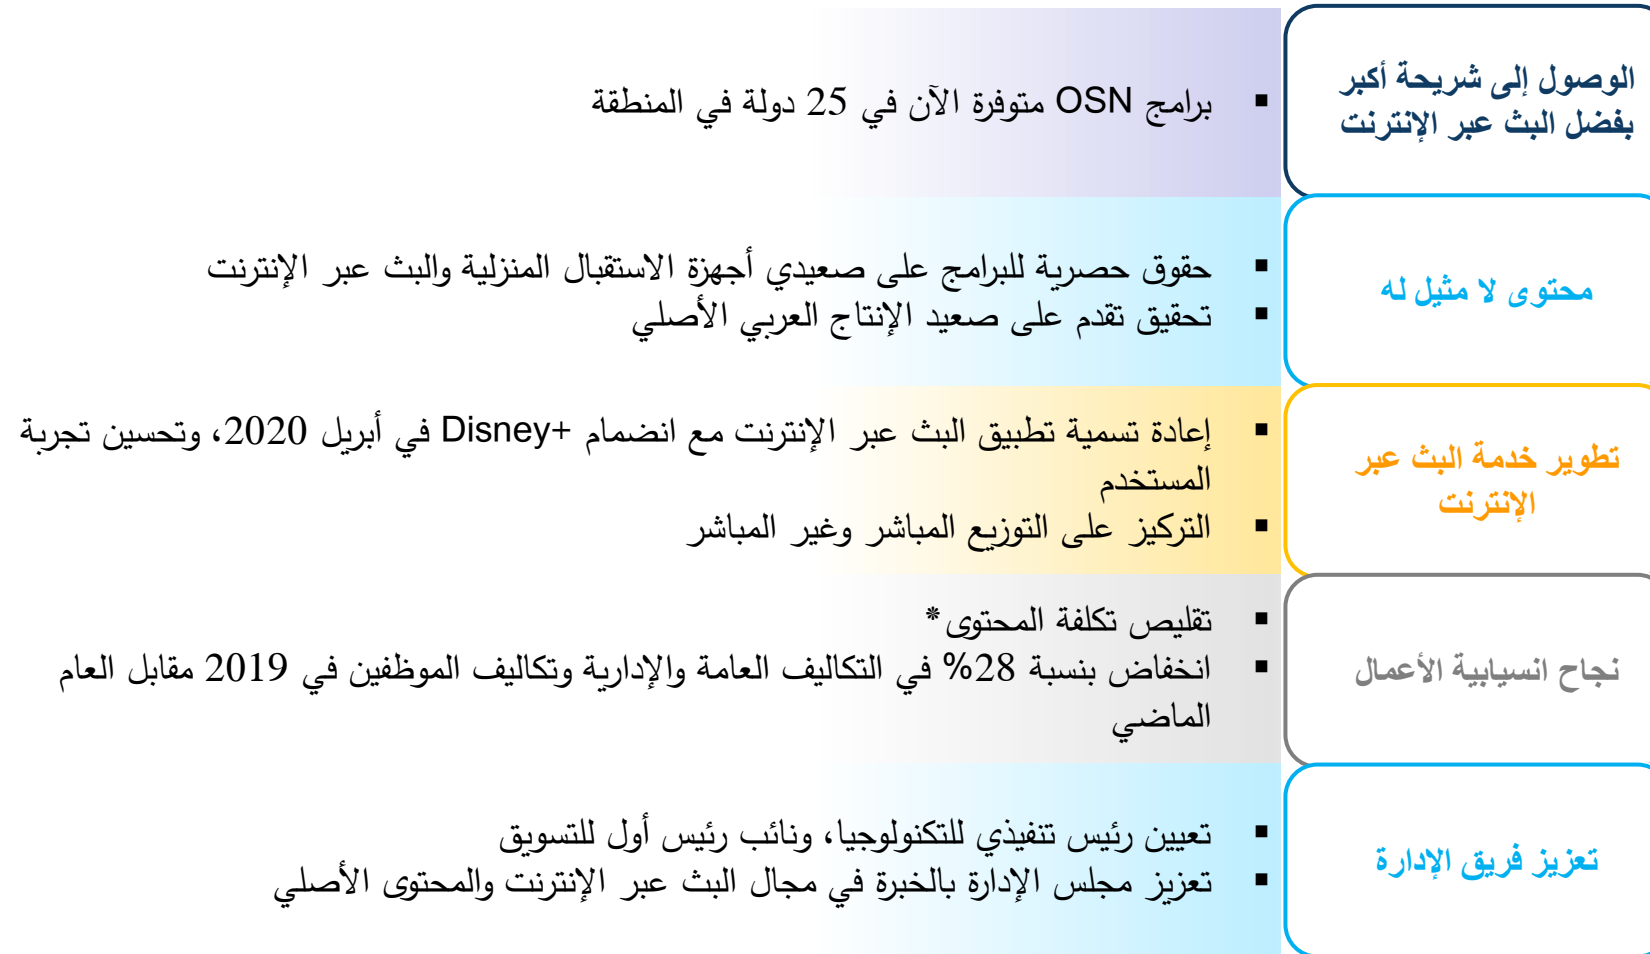 الوصول إلى شريحة أكبر
بفضل البث عبر الإنترنت
▪ برامج OSN متوفرة الآن في 25 دولة في المنطقة
محتوى لا مثيل له
▪ حقوق حصرية للبرامج على صعيدي أجهزة الاستقبال المنزلية والبث عبر الإنترنت
▪ تحقيق تقدم على صعيد الإنتاج العربي الأصلي
تطوير خدمة البث عبر
الإنترنت
▪ إعادة تسمية تطبيق البث عبر الإنترنت مع انضمام Disney+ في أبريل 2020، وتحسين تجربة
المستخدم
▪ التركيز على التوزيع المباشر وغير المباشر
نجاح انسيابية الأعمال
▪ تقليص تكلفة المحتوى*
▪ انخفاض بنسبة 28% في التكاليف العامة والإدارية وتكاليف الموظفين في 2019 مقابل العام
الماضي
تعزيز فريق الإدارة
▪ تعيين رئيس تنفيذي للتكنولوجيا، ونائب رئيس أول للتسويق
▪ تعزيز مجلس الإدارة بالخبرة في مجال البث عبر الإنترنت والمحتوى الأصلي